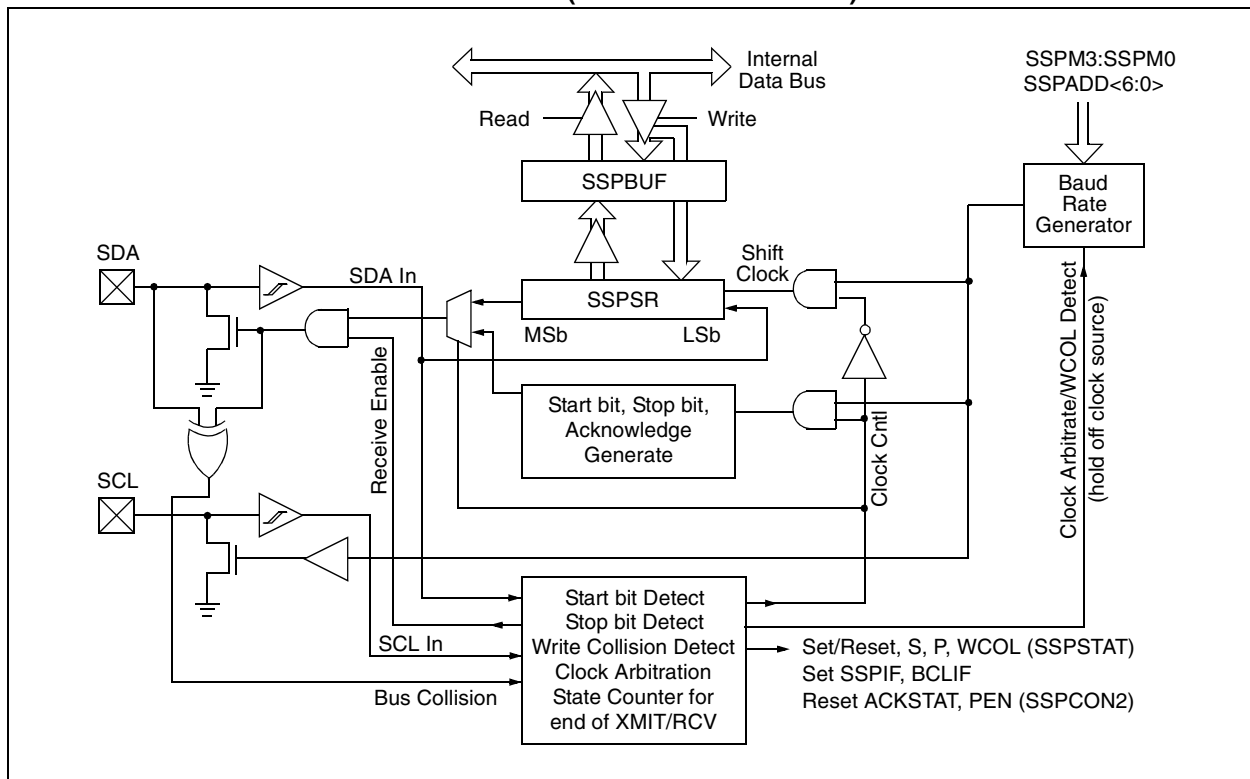 Internal
Data Bus
SSPM3:SSPM0
SSPADD<6:0>
Read
Write
SSPBUF
Baud
Rate
Generator
SDA
SDA In
Shift
Clock
SSPSR
MSb
LSb
Start bit, Stop bit,
Acknowledge
Generate
Receive Enable
Clock Cntl
Clock Arbitrate/WCOL Detect
(hold off clock source)
SCL
SCL In
Bus Collision
Start bit Detect
Stop bit Detect
Write Collision Detect
Clock Arbitration
State Counter for
end of XMIT/RCV
Set/Reset, S, P, WCOL (SSPSTAT)
Set SSPIF, BCLIF
Reset ACKSTAT, PEN (SSPCON2)